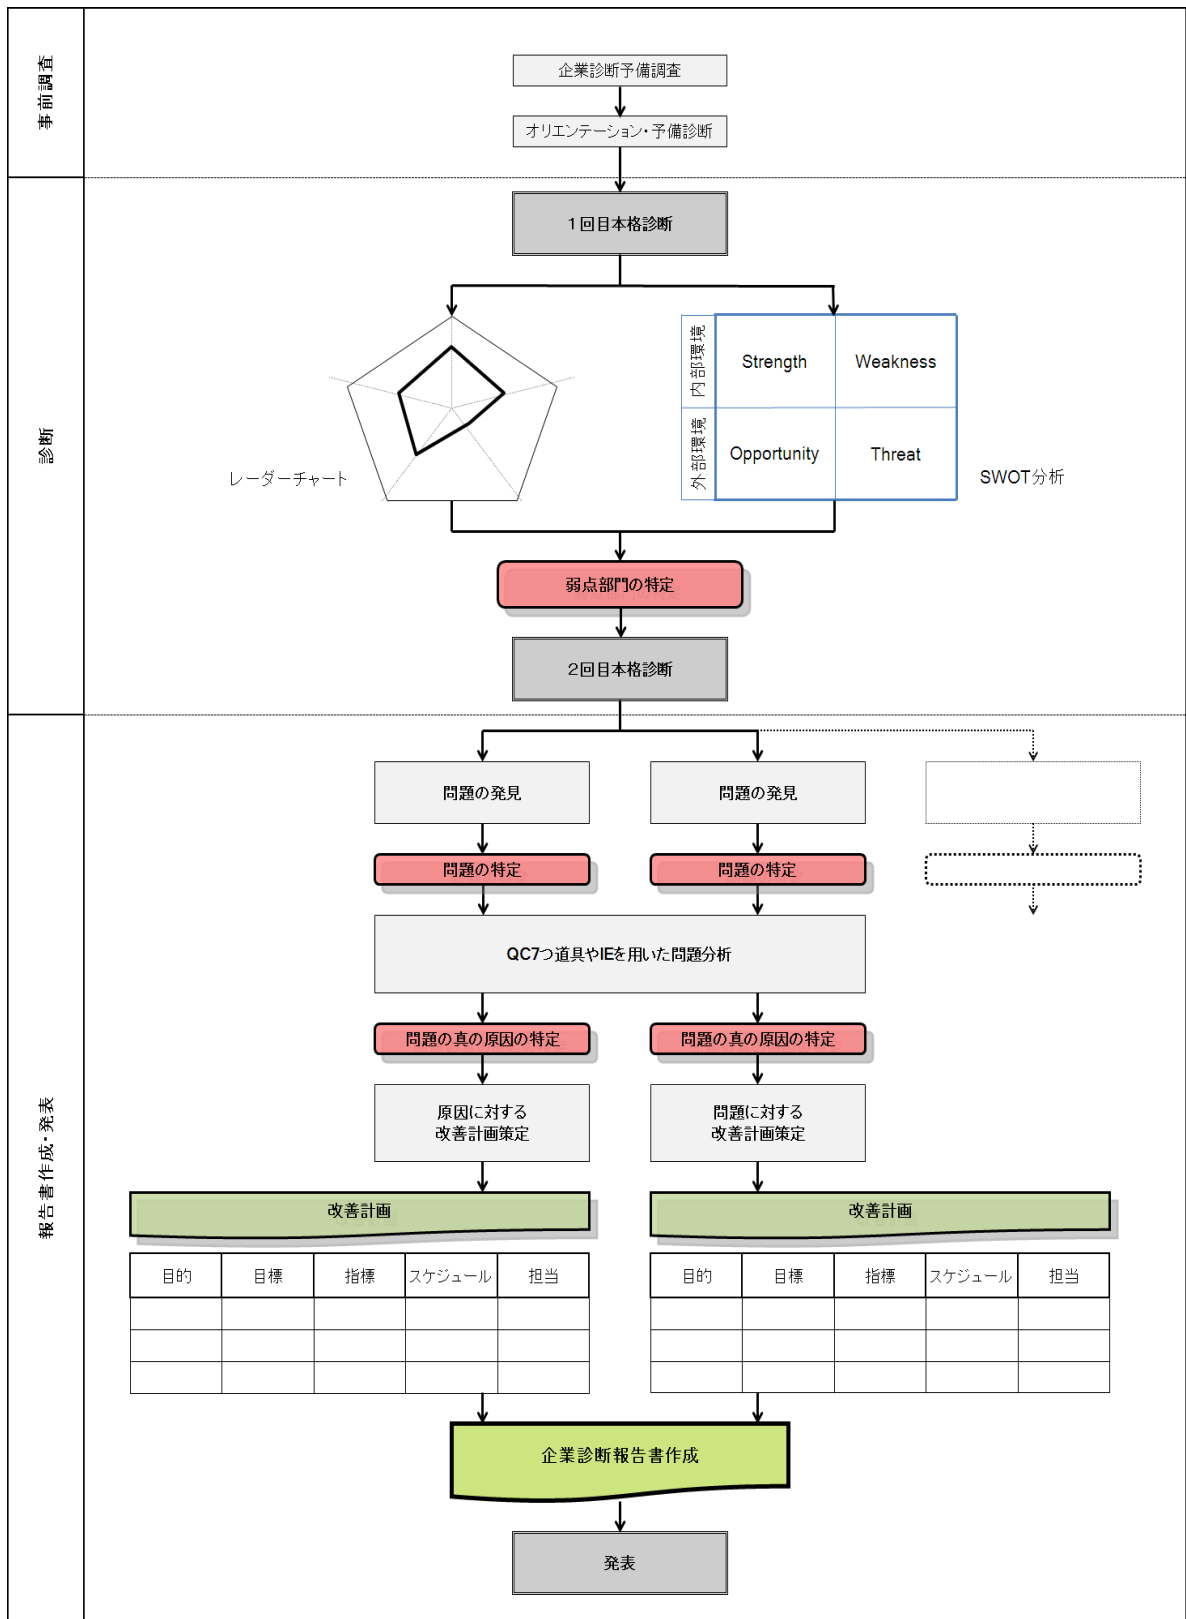 事前調査
企業診断予備調査
オリエンテーション・予備診断
診断
1回目本格診断
レーダーチャート
内部環境
Strength
Weakness
外部環境
Opportunity
Threat
SWOT分析
弱点部門の特定
2回目本格診断
報告書作成・発表
問題の発見
問題の発見
問題の特定
問題の特定
QC7つ道具やIEを用いた問題分析
問題の真の原因の特定
問題の真の原因の特定
原因に対する
改善計画策定
問題に対する
改善計画策定
改善計画
改善計画
目的 目標 指標 スケジュール 担当
目的 目標 指標 スケジュール 担当
企業診断報告書作成
発表